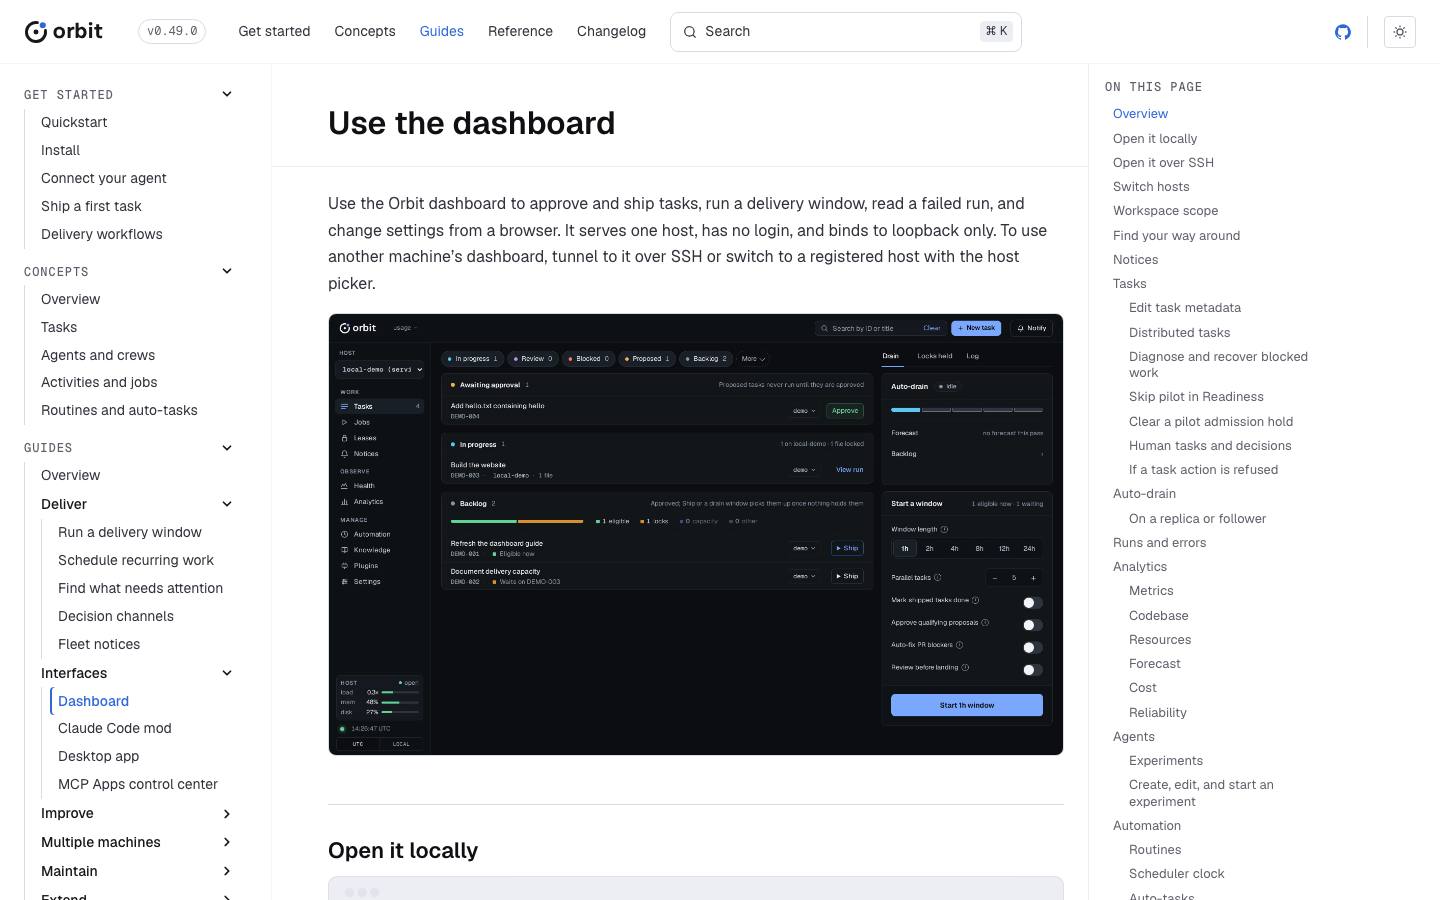 orbit
v0.49.0
Get started
Concepts
Guides
Reference
Changelog
Search
⌘ K
GET STARTED
Quickstart
Install
Connect your agent
Ship a first task
Delivery workflows
CONCEPTS
Overview
Tasks
Agents and crews
Activities and jobs
Routines and auto-tasks
GUIDES
Overview
Deliver
Run a delivery window
Schedule recurring work
Find what needs attention
Decision channels
Fleet notices
Interfaces
Dashboard
Claude Code mod
Desktop app
MCP Apps control center
Improve
Multiple machines
Maintain
Extend
Use the dashboard
Use the Orbit dashboard to approve and ship tasks, run a delivery window, read a failed run, and
change settings from a browser. It serves one host, has no login, and binds to loopback only. To use
another machine's dashboard, tunnel to it over SSH or switch to a registered host with the host
picker.
orbit
usage
Search by ID or title
Clear
+ New task
Notify
HOST
local-demo (servi
WORK
Tasks 4
Jobs
Leases
Notices
OBSERVE
Health
Analytics
MANAGE
Automation
Knowledge
Plugins
Settings
HOST open
load 0.3x
mem 48%
disk 27%
14:26:47 UTC
UTC LOCAL
In progress 1
Review 0
Blocked 0
Proposed 1
Backlog 2
More
Awaiting approval 1
Proposed tasks never run until they are approved
Add hello.txt containing hello
DEMO-004
demo
Approve
In progress 1
1 on local-demo · 1 file locked
Build the website
DEMO-003 · local-demo · 1 file
demo
View run
Backlog 2
Approved; Ship or a drain window picks them up once nothing holds them
1 eligible
1 locks
0 capacity
0 other
Refresh the dashboard guide
DEMO-001 Eligible now
demo
Ship
Document delivery capacity
DEMO-002 Waits on DEMO-003
demo
Ship
Drain
Locks held
Log
Auto-drain
Idle
Forecast
no forecast this pass
Backlog
Start a window
1 eligible now · 1 waiting
Window length
1h 2h 4h 8h 12h 24h
Parallel tasks
− 5 +
Mark shipped tasks done
Approve qualifying proposals
Auto-fix PR blockers
Review before landing
Start 1h window
Open it locally
ON THIS PAGE
Overview
Open it locally
Open it over SSH
Switch hosts
Workspace scope
Find your way around
Notices
Tasks
Edit task metadata
Distributed tasks
Diagnose and recover blocked
work
Skip pilot in Readiness
Clear a pilot admission hold
Human tasks and decisions
If a task action is refused
Auto-drain
On a replica or follower
Runs and errors
Analytics
Metrics
Codebase
Resources
Forecast
Cost
Reliability
Agents
Experiments
Create, edit, and start an
experiment
Automation
Routines
Scheduler clock
Auto-tasks